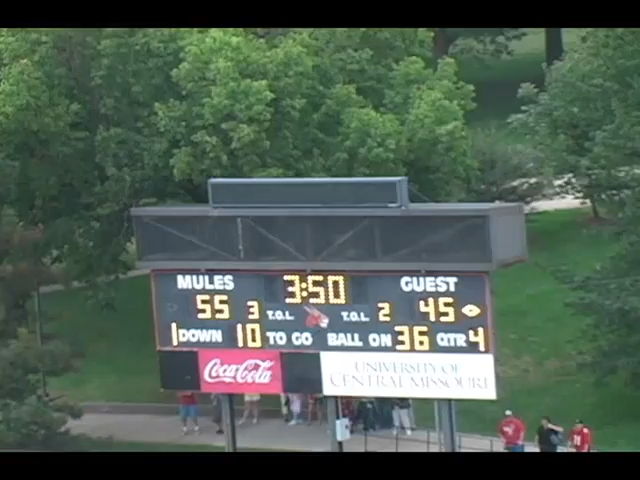 MULES 3:50 GUEST
55 3 T.O.L T.O.L 2 45
1 DOWN 10 TO GO BALL ON 36 QTR 4
Coca-Cola
UNIVERSITY OF
CENTRAL MISSOURI